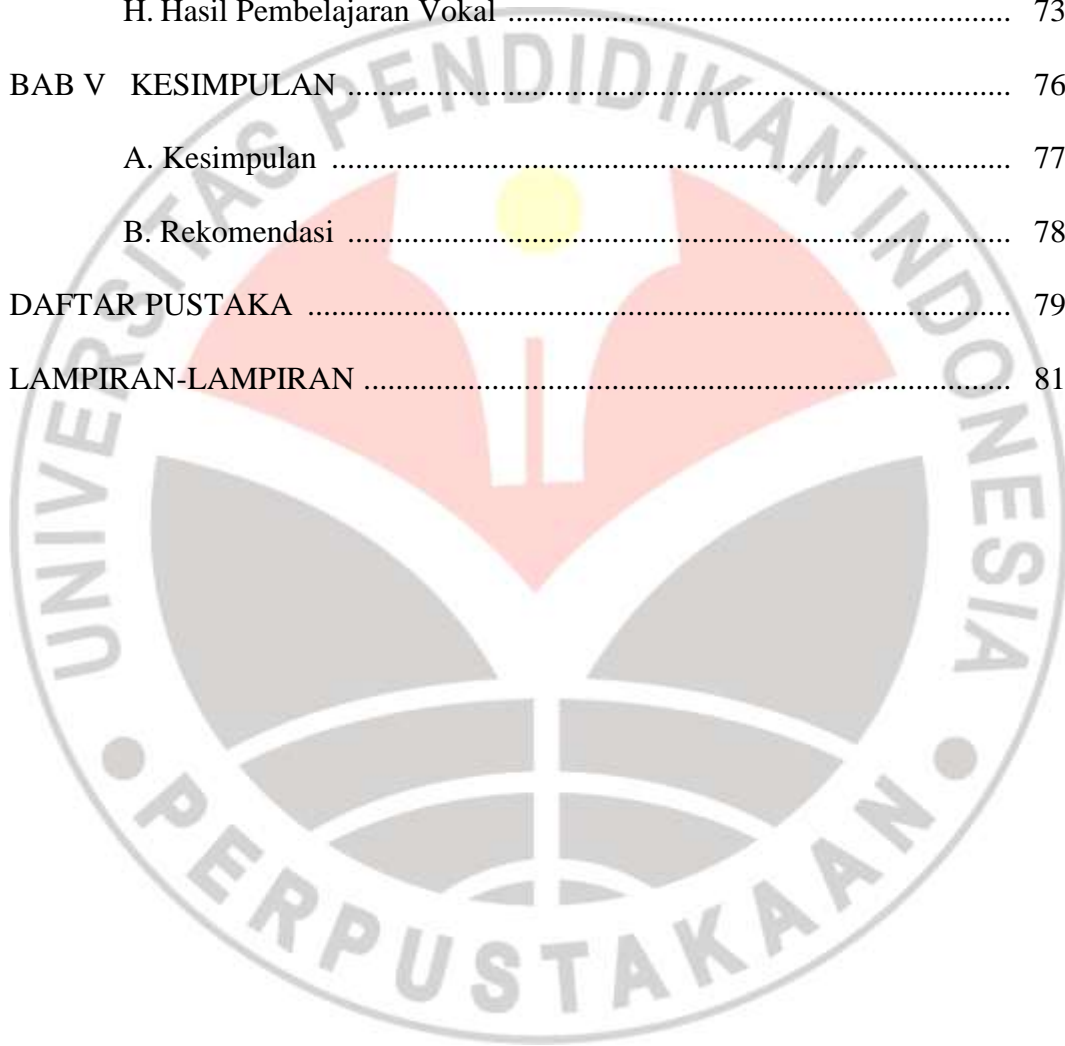 H. Hasil Pembelajaran Vokal .............................................................. 73
BAB V KESIMPULAN .................................................................................. 76
A. Kesimpulan .................................................................................... 77
B. Rekomendasi .................................................................................. 78
DAFTAR PUSTAKA ....................................................................................... 79
LAMPIRAN-LAMPIRAN ................................................................................ 81
UNIVERSITAS PENDIDIKAN INDONESIA
PERPUSTAKAAN